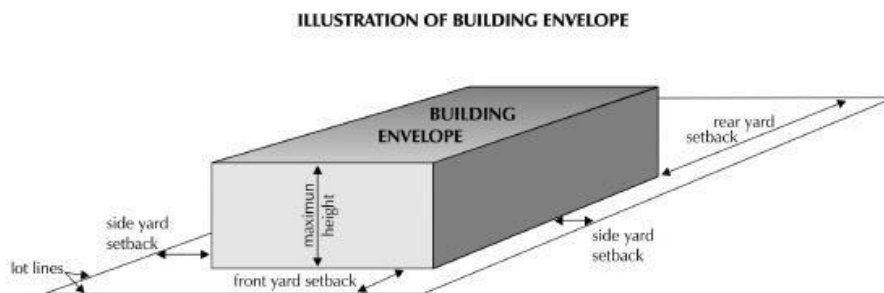 ILLUSTRATION OF BUILDING ENVELOPE
BUILDING
ENVELOPE
rear yard
setback
maximun
height
side yard
setback
side yard
setback
lot lines
front yard setback